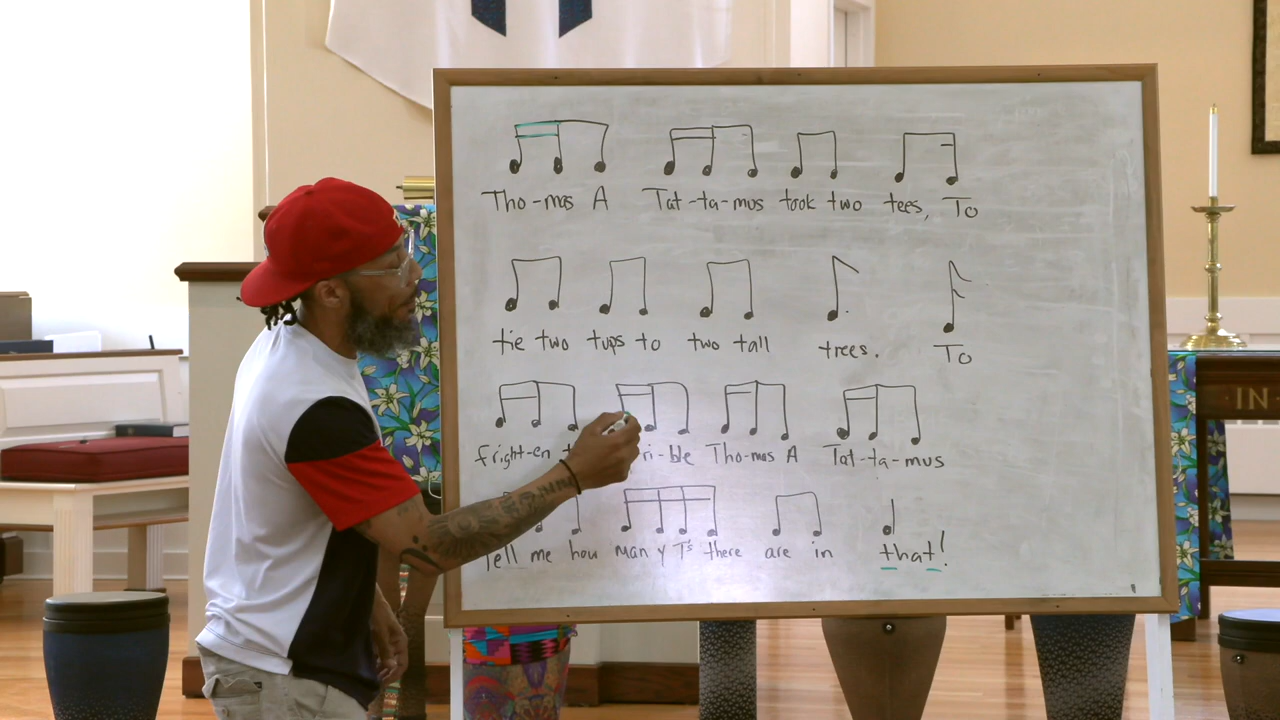 Tho-mas A Tat-ta-mus took two tees, To
tie two tups to two tall trees. To
fright-en ri-ble Tho-mas A Tat-ta-mus
Tell me how man y T's there are in that!
IN